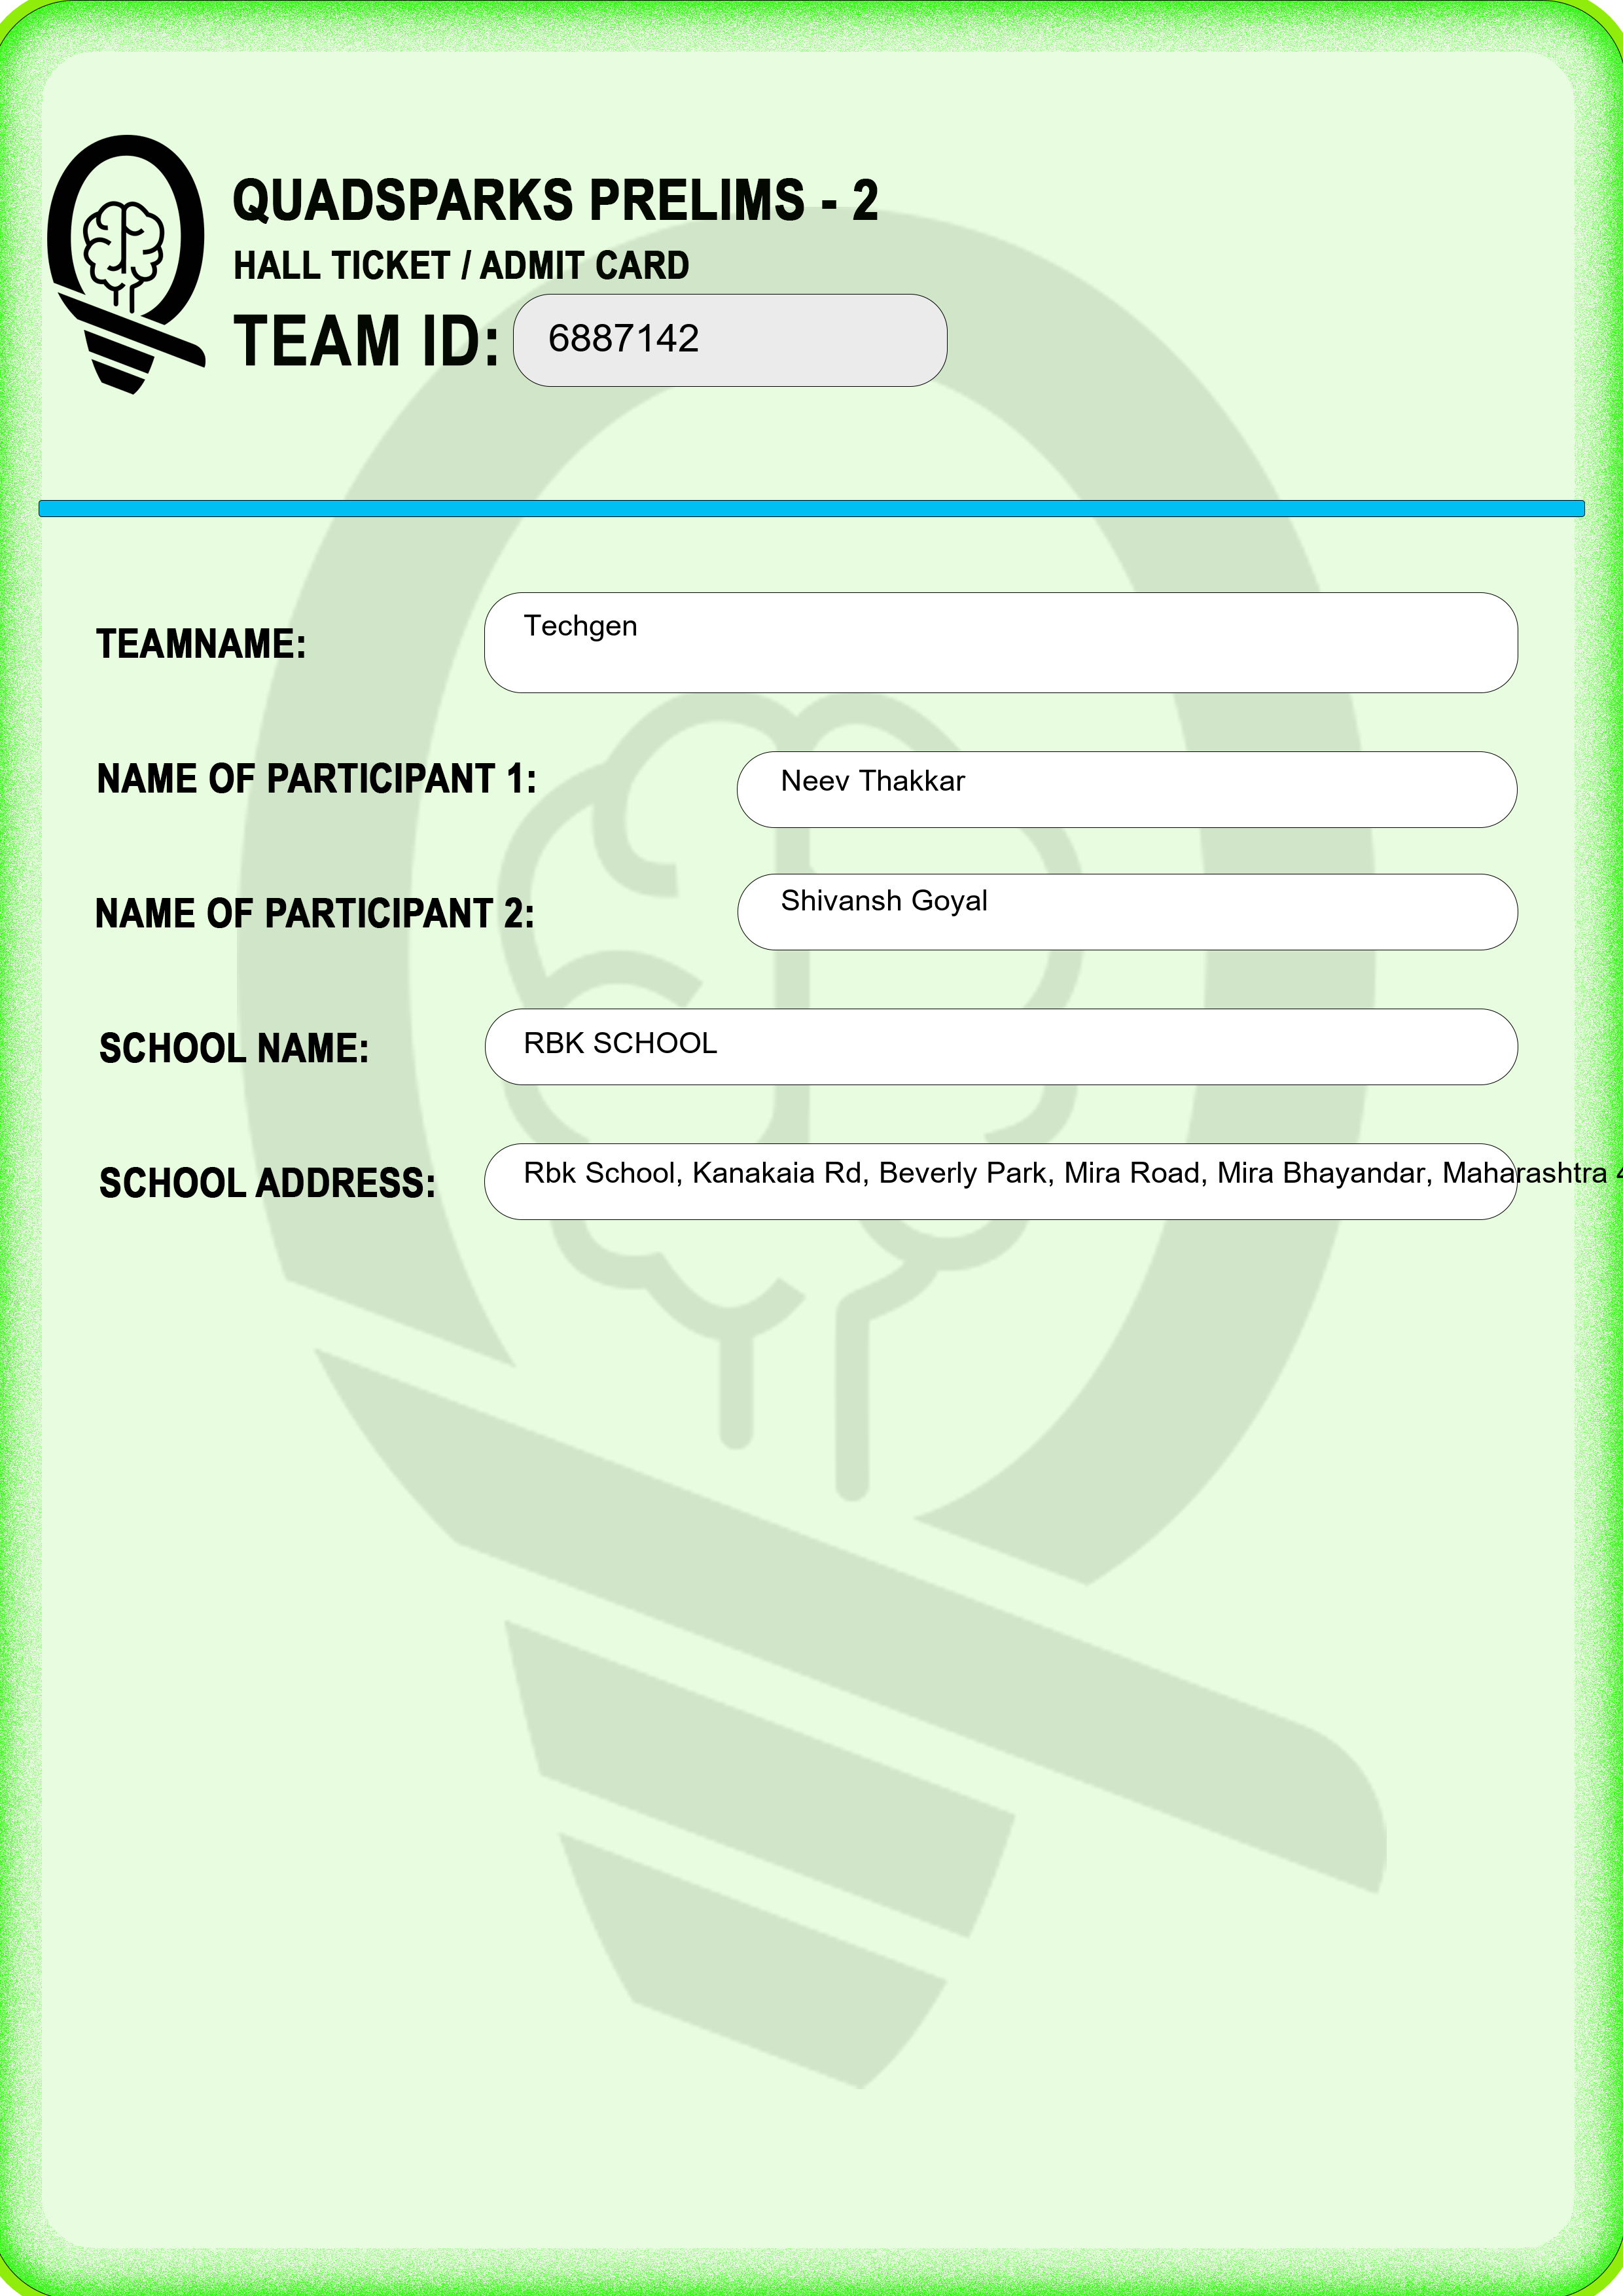 QUADSPARKS PRELIMS - 2
HALL TICKET / ADMIT CARD
TEAM ID: 6887142
TEAMNAME: Techgen
NAME OF PARTICIPANT 1: Neev Thakkar
NAME OF PARTICIPANT 2: Shivansh Goyal
SCHOOL NAME: RBK SCHOOL
SCHOOL ADDRESS: Rbk School, Kanakaia Rd, Beverly Park, Mira Road, Mira Bhayandar, Maharashtra